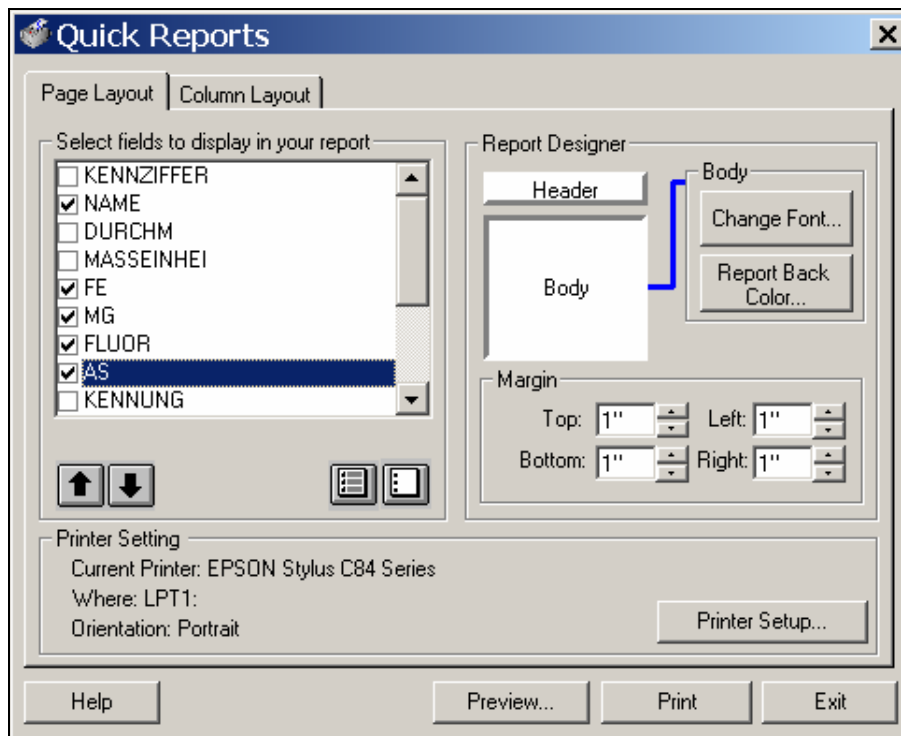 Quick Reports
Page Layout
Column Layout
Select fields to display in your report
KENNZIFFER
NAME
DURCHM
MASSEINHEI
FE
MG
FLUOR
AS
KENNUNG
Report Designer
Header
Body
Body
Change Font...
Report Back
Color...
Margin
Top: 1" Left: 1"
Bottom: 1" Right: 1"
Printer Setting
Current Printer: EPSON Stylus C84 Series
Where: LPT1:
Orientation: Portrait
Printer Setup...
Help
Preview...
Print
Exit